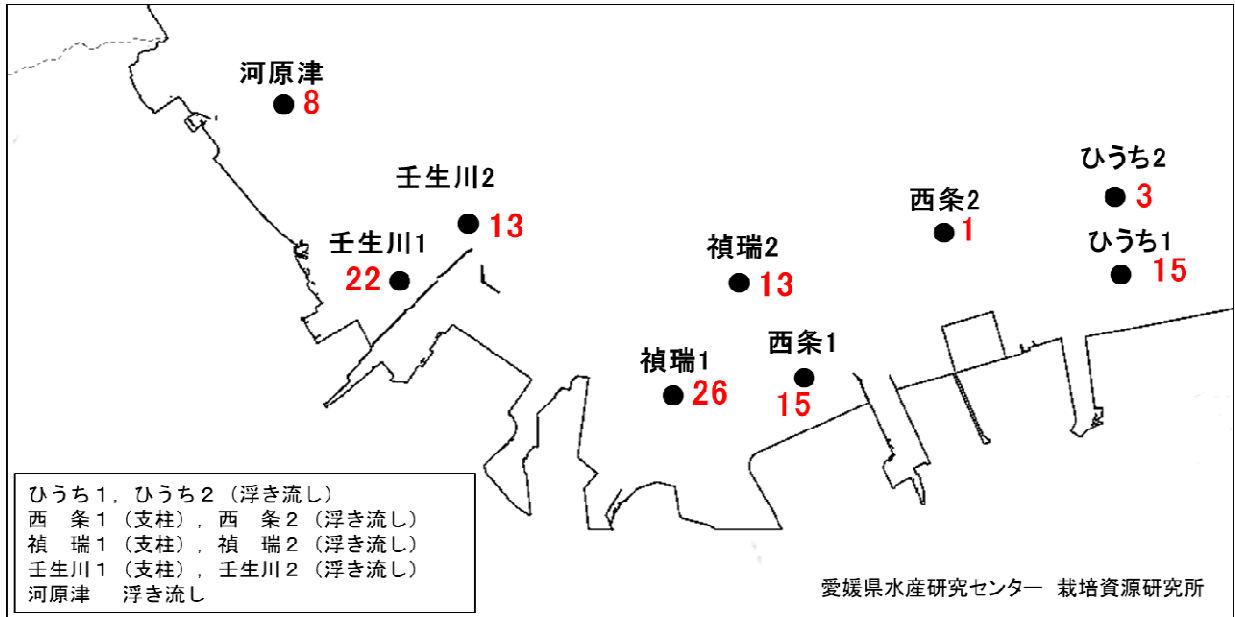 河原津
8
壬生川2
13
壬生川1
22
禎瑞2
13
禎瑞1
26
西条1
15
西条2
1
ひうち2
3
ひうち1
15
ひうち１，ひうち２（浮き流し）
西　条１（支柱），西　条２（浮き流し）
禎　瑞１（支柱），禎　瑞２（浮き流し）
壬生川１（支柱），壬生川２（浮き流し）
河原津　浮き流し
愛媛県水産研究センター　栽培資源研究所